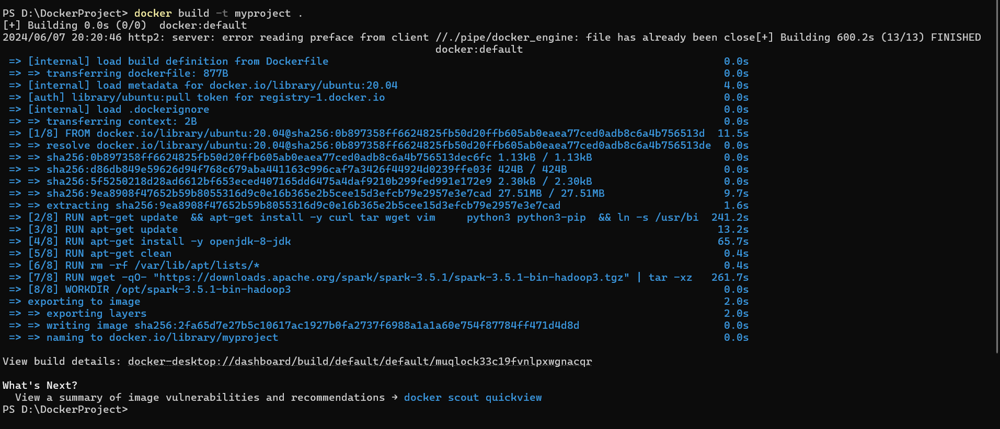 PS D:\DockerProject> docker build -t myproject .
[+] Building 0.0s (0/0)  docker:default
2024/06/07 20:20:46 http2: server: error reading preface from client //./pipe/docker_engine: file has already been close[+] Building 600.2s (13/13) FINISHED
docker:default
=> [internal] load build definition from Dockerfile 0.0s
=> => transferring dockerfile: 877B 0.0s
=> [internal] load metadata for docker.io/library/ubuntu:20.04 4.0s
=> [auth] library/ubuntu:pull token for registry-1.docker.io 0.0s
=> [internal] load .dockerignore 0.0s
=> => transferring context: 2B 0.0s
=> [1/8] FROM docker.io/library/ubuntu:20.04@sha256:0b897358ff6624825fb50d20ffb605ab0eaea77ced0adb8c6a4b756513d 11.5s
=> => resolve docker.io/library/ubuntu:20.04@sha256:0b897358ff6624825fb50d20ffb605ab0eaea77ced0adb8c6a4b756513de 0.0s
=> => sha256:0b897358ff6624825fb50d20ffb605ab0eaea77ced0adb8c6a4b756513dec6fc 1.13kB / 1.13kB 0.0s
=> => sha256:d86db849e59626d94f768c679aba441163c996caf7a3426f44924d0239ffe03f 424B / 424B 0.0s
=> => sha256:5f5250218d28ad6612bf653eced407165dd6475a4daf9210b299fed991e172e9 2.30kB / 2.30kB 0.0s
=> => sha256:9ea8908f47652b59b8055316d9c0e16b365e2b5cee15d3efcb79e2957e3e7cad 27.51MB / 27.51MB 9.7s
=> => extracting sha256:9ea8908f47652b59b8055316d9c0e16b365e2b5cee15d3efcb79e2957e3e7cad 1.6s
=> [2/8] RUN apt-get update  && apt-get install -y curl tar wget vim     python3 python3-pip  && ln -s /usr/bi 241.2s
=> [3/8] RUN apt-get update 13.2s
=> [4/8] RUN apt-get install -y openjdk-8-jdk 65.7s
=> [5/8] RUN apt-get clean 0.4s
=> [6/8] RUN rm -rf /var/lib/apt/lists/* 0.4s
=> [7/8] RUN wget -qO- "https://downloads.apache.org/spark/spark-3.5.1/spark-3.5.1-bin-hadoop3.tgz" | tar -xz 261.7s
=> [8/8] WORKDIR /opt/spark-3.5.1-bin-hadoop3 0.0s
=> exporting to image 2.0s
=> => exporting layers 2.0s
=> => writing image sha256:2fa65d7e27b5c10617ac1927b0fa2737f6988a1a1a60e754f87784ff471d4d8d 0.0s
=> => naming to docker.io/library/myproject 0.0s
View build details: docker-desktop://dashboard/build/default/default/muqlock33c19fvnlpxwgnacqr
What's Next?
View a summary of image vulnerabilities and recommendations → docker scout quickview
PS D:\DockerProject>